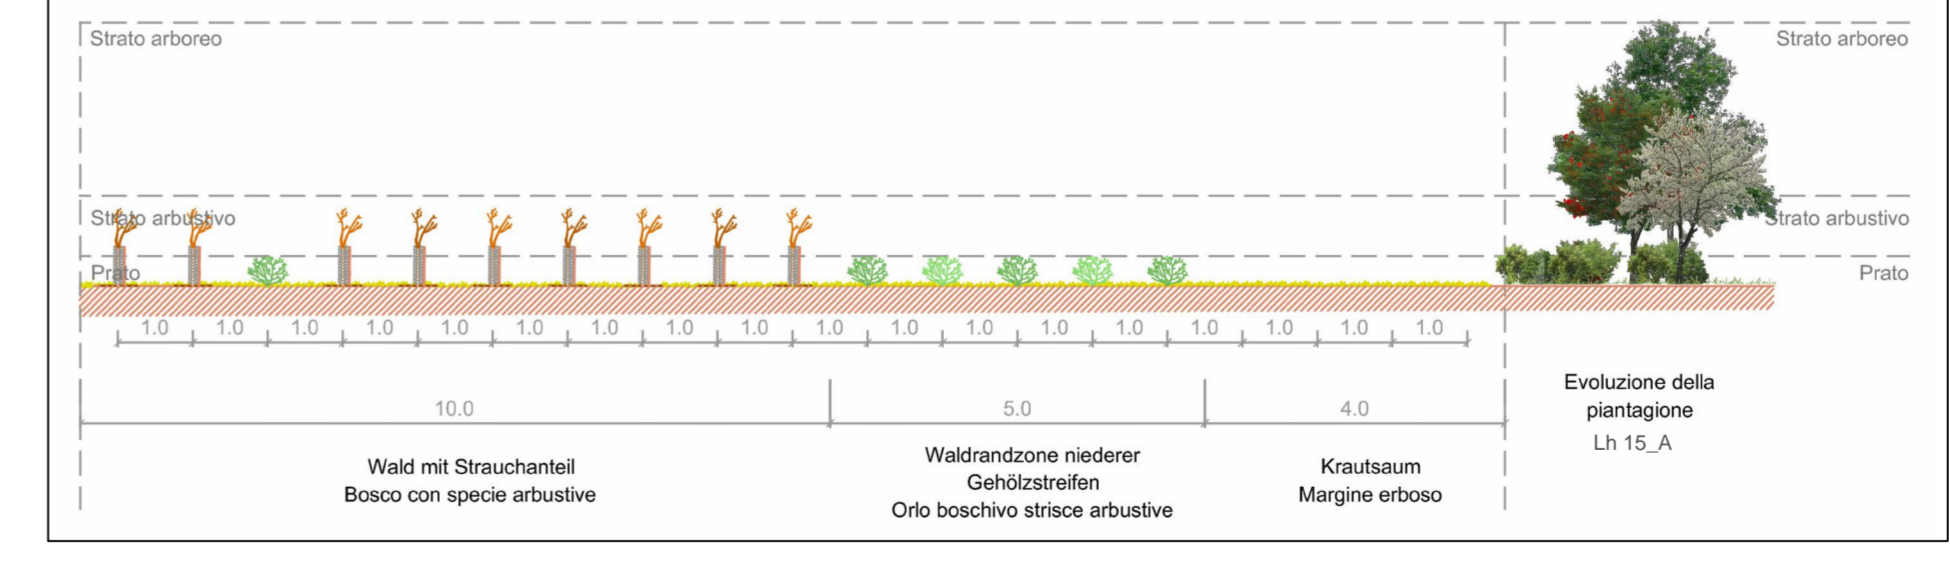 Strato arboreo
Strato arboreo
Strato arbustivo
Strato arbustivo
Prato
Prato
1.0 1.0 1.0 1.0 1.0 1.0 1.0 1.0 1.0 1.0 1.0 1.0 1.0 1.0 1.0 1.0 1.0 1.0
10.0
5.0
4.0
Wald mit Strauchanteil
Bosco con specie arbustive
Waldrandzone niederer
Gehölzstreifen
Orlo boschivo strisce arbustive
Krautsaum
Margine erboso
Evoluzione della
piantagione
Lh 15_A